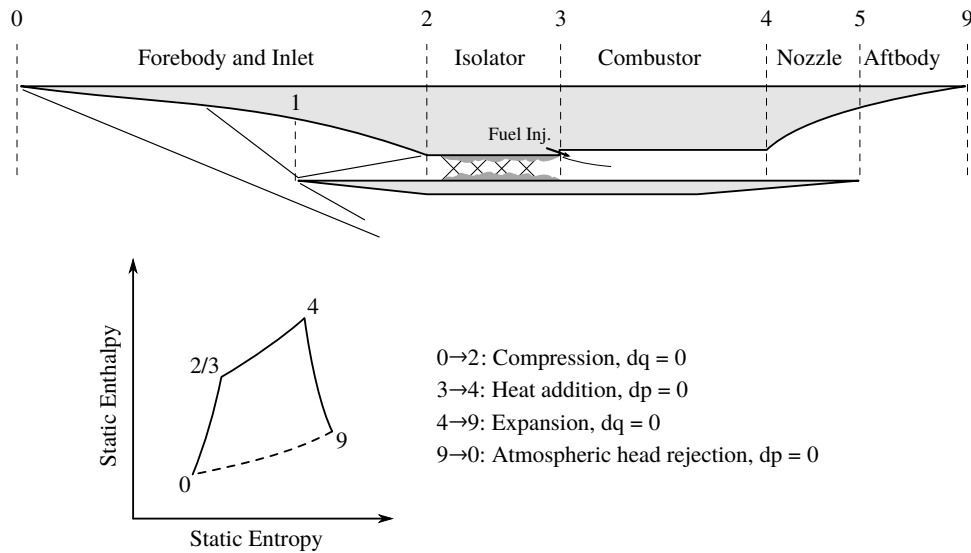 0 2 3 4 5 9
Forebody and Inlet Isolator Combustor Nozzle Aftbody
1
Fuel Inj.
4
2/3
9
0
Static Enthalpy
Static Entropy
0→2: Compression, dq = 0
3→4: Heat addition, dp = 0
4→9: Expansion, dq = 0
9→0: Atmospheric head rejection, dp = 0